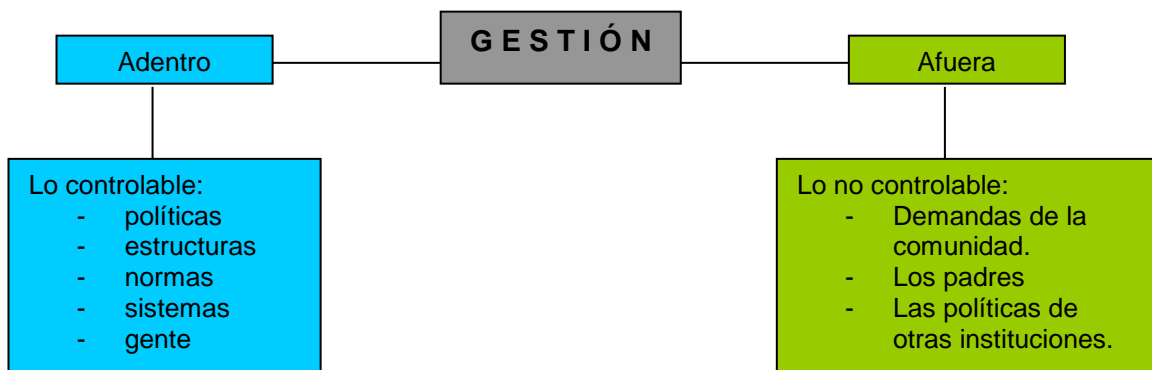 G E S T I Ó N
Adentro
Afuera
Lo controlable:
- políticas
- estructuras
- normas
- sistemas
- gente
Lo no controlable:
- Demandas de la
comunidad.
- Los padres
- Las políticas de
otras instituciones.